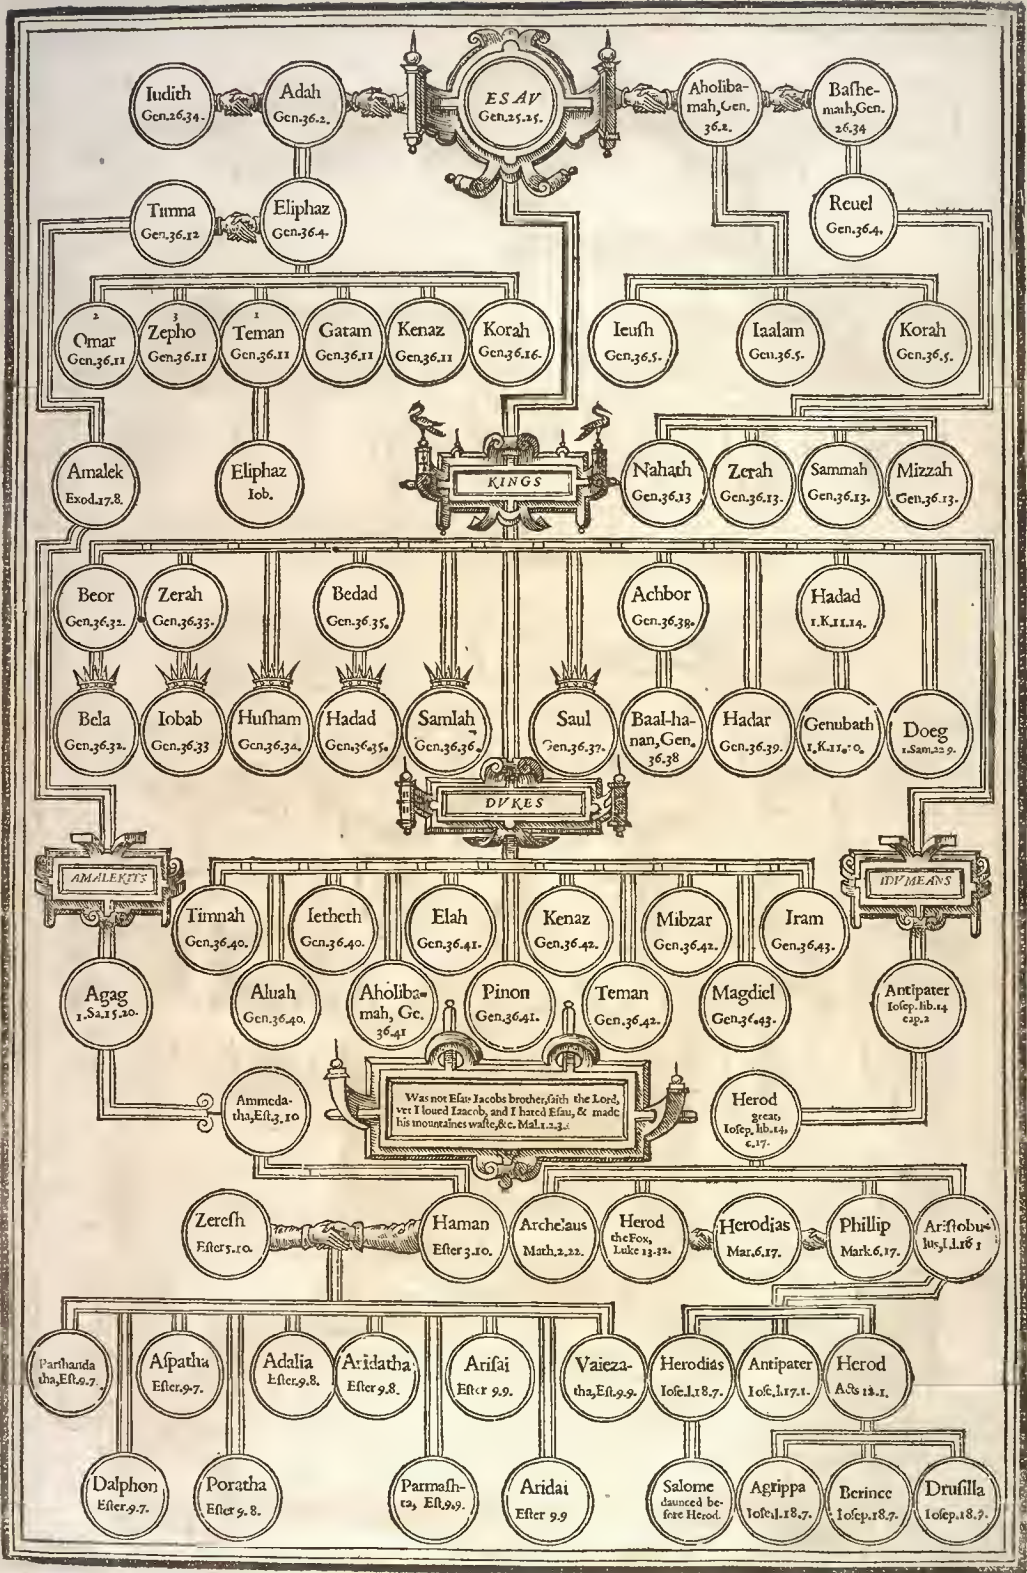 Iudith
Gen.26.34.
Adah
Gen.36.2.
ESAV
Gen.25.25.
Aholiba-
mah,Gen.
36.2.
Bashe-
math,Gen.
26.34
Timna
Gen.36.12
Eliphaz
Gen.36.4.
Reuel
Gen.36.4.
2
Omar
Gen.36.11
3
Zepho
Gen.36.11
1
Teman
Gen.36.11
Gatam
Gen.36.11
Kenaz
Gen.36.11
Korah
Gen.36.16.
Ieuſh
Gen.36.5.
Iaalam
Gen.36.5.
Korah
Gen.36.5.
Amalek
Exod.17.8.
Eliphaz
Iob.
KINGS
Nahath
Gen.36.13
Zerah
Gen.36.13.
Sammah
Gen.36.13.
Mizzah
Gen.36.13.
Beor
Gen.36.32.
Zerah
Gen.36.33.
Bedad
Gen.36.35.
Achbor
Gen.36.38.
Hadad
1.K.11.14.
Bela
Gen.36.32.
Iobab
Gen.36.33
Huſham
Gen.36.34.
Hadad
Gen.36.35.
Samlah
Gen.36.36.
Saul
Gen.36.37.
Baal-ha-
nan,Gen.
36.38
Hadar
Gen.36.39.
Genubath
Doeg
DVKES
AMALEKITS
IDVMEANS
Timnah
Gen.36.40.
Ietheth
Gen.36.40.
Elah
Gen.36.41.
Kenaz
Gen.36.42.
Mibzar
Gen.36.42.
Iram
Gen.36.43.
Agag
1.Sa.15.20.
Aluah
Gen.36.40.
Aholiba-
mah, Ge.
36.41
Pinon
Gen.36.41.
Teman
Gen.36.42.
Magdiel
Gen.36.43.
Antipater
Ioſep.lib.14
cap.2
Ammeda-
tha,Eſt.3.10
Was not Eſau Iacobs brother,ſaith the Lord,
yet I loued Iaacob, and I hated Eſau, & made
his mountaines waſte,&c. Mal.1.2.3.
Herod
great,
Ioſep.lib.14,
c.17.
Zereſh
Eſter 5.10.
Haman
Eſter 3.10.
Archelaus
Math.2.22.
Herod
the Fox,
Luke 13.32.
Herodias
Mar.6.17.
Phillip
Mark.6.17.
Ariſtobu-
Parſhanda
tha,Eſt.9.7.
Aſpatha
Eſter.9.7.
Adalia
Eſter.9.8.
Aridatha
Eſter 9.8.
Ariſai
Eſter 9.9.
Vaieza-
tha,Eſt.9.9.
Herodias
Ioſe.l.18.7.
Antipater
Ioſe.l.17.1.
Herod
Acts 12.1.
Dalphon
Eſter.9.7.
Poratha
Eſter 9.8.
Parmaſh-
ta, Eſt.9.9.
Aridai
Eſter 9.9
Salome
daunced be-
fore Herod.
Agrippa
Ioſe.l.18.7.
Berince
Ioſep.18.7.
Druſilla
Ioſep.18.7.